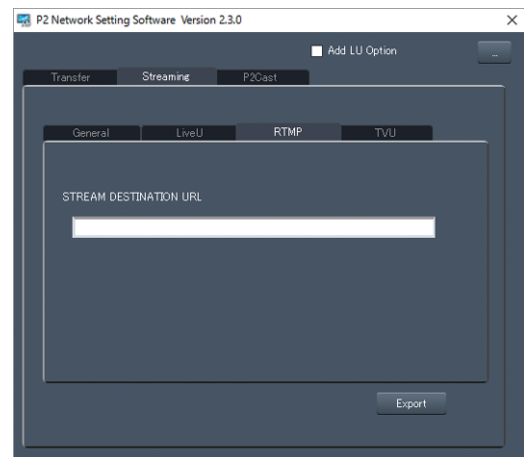 P2 Network Setting Software Version 2.3.0
Add LU Option
...
Transfer Streaming P2Cast
General LiveU RTMP TVU
STREAM DESTINATION URL
Export